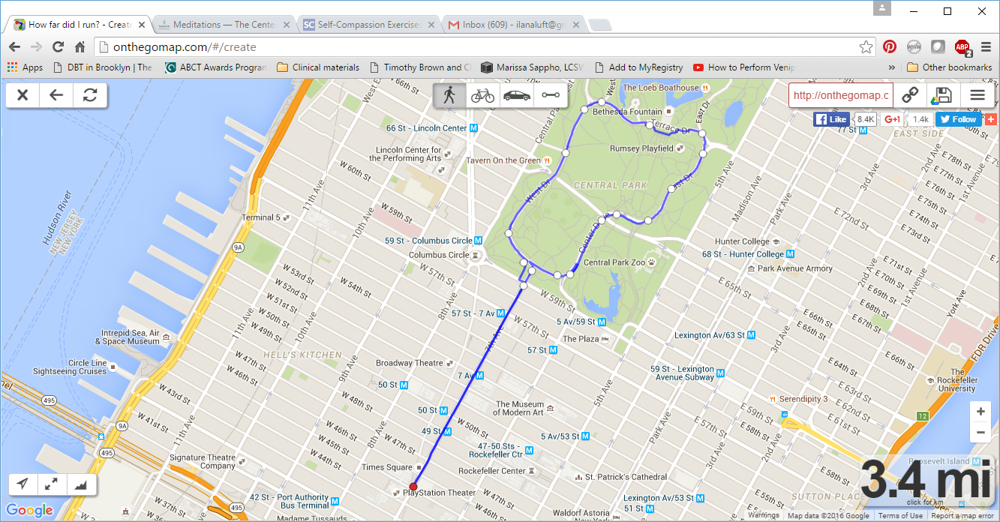 How far did I run? - Create
Meditations — The Cente
Self-Compassion Exercises
Inbox (609) - ilanaluft@gm
onthegomap.com/#/create
ABP
2
Apps
DBT in Brooklyn | The
ABCT Awards Program
Clinical materials
Timothy Brown and C
Marissa Sappho, LCSW
Add to MyRegistry
How to Perform Venip
»
Other bookmarks
http://onthegomap.c
Like
8.4K
G+1
1.4k
Follow
The Loeb Boathouse
Bethesda Fountain
Terrace Dr
East Dr
77 St
EAST SIDE
66 St - Lincoln Center
Lincoln Center for
the Performing Arts
Tavern On the Green
Rumsey Playfield
CENTRAL PARK
West Dr
East Dr
Center Drive
5th Ave
Madison Ave
Park Ave
3rd Ave
2nd Ave
1st Avenue
E 78th St
E 77th St
E 76th St
E 75th St
E 74th St
E 72nd St
E 73rd St
W 60th St
W 59th St
11th Ave
10th Ave
Hudson River
NEW JERSEY
NEW YORK
Terminal 5
9A
59 St - Columbus Circle
Columbus Circle
Hunter College
68 St - Hunter College
Park Avenue Armory
Central Park Zoo
E 71st St
E 70th St
E 69th St
E 68th St
E 67th St
E 66th St
E 65th St
E 64th St
E 63rd St
E 62nd St
E 61st St
York Ave
1st Avenue
2nd Ave
FDR Drive
W 57th St
W 53rd St
W 52nd St
W 51st St
W 50th St
W 49th St
W 54th St
W 59th St
8th Ave
57 St - 7 Av
5 Av/59 St
W 57th St
The Plaza
57 St
Lexington Av/63 St
Intrepid Sea, Air
& Space Museum
HELL'S KITCHEN
Circle Line
Sightseeing Cruises
W 47th St
W 46th St
Broadway Theatre
7th Ave
7 Av
50 St
59 St - Lexington
Avenue Subway
The
Rockefeller
University
Serendipity 3
The Museum
of Modern Art
495
W 43rd St
W 41st St
9A
495
50 St
49 St
W 50th St
W 48th St
W 46th St
W 45th St
W 44th St
W 47th St
5 Av/53 St
47-50 Sts -
Rockefeller Ctr
Rockefeller Center
St. Patrick's Cathedral
E 59th St
E 58th St
E 60th St
E 57th St
E 58th St
12
Signature Theatre
Company
Times Square
PlayStation Theater
42 St - Port Authority
Bus Terminal
Madame Tussauds
W 37th St
W 38th St
495
Waldorf Astoria
Lexington Av/53 St
51 St
SUTTON PLACE
Roosevelt Island
3.4 mi
click for km
Google
Warnings
Map data ©2016 Google
Terms of Use
Report a map error